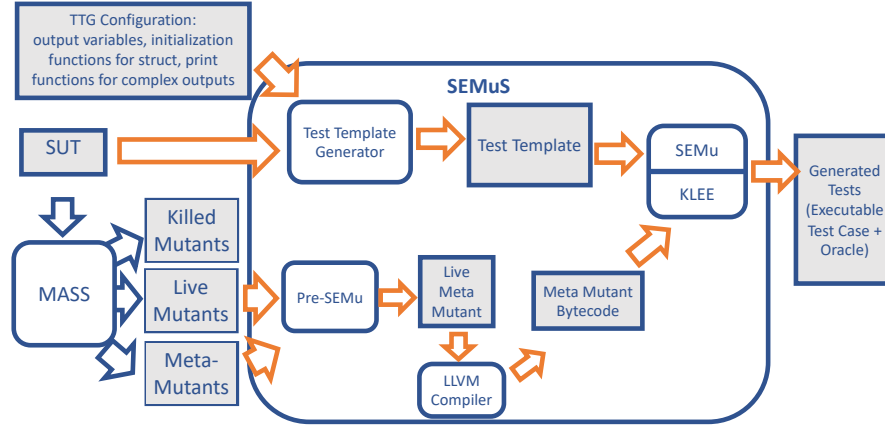 TTG Configuration:
output variables, initialization
functions for struct, print
functions for complex outputs
SEMuS
SUT
Test Template
Generator
Test Template
SEMu
KLEE
Generated
Tests
(Executable
Test Case +
Oracle)
Killed
Mutants
MASS
Live
Mutants
Pre-SEMu
Live
Meta
Mutant
Meta Mutant
Bytecode
Meta-
Mutants
LLVM
Compiler